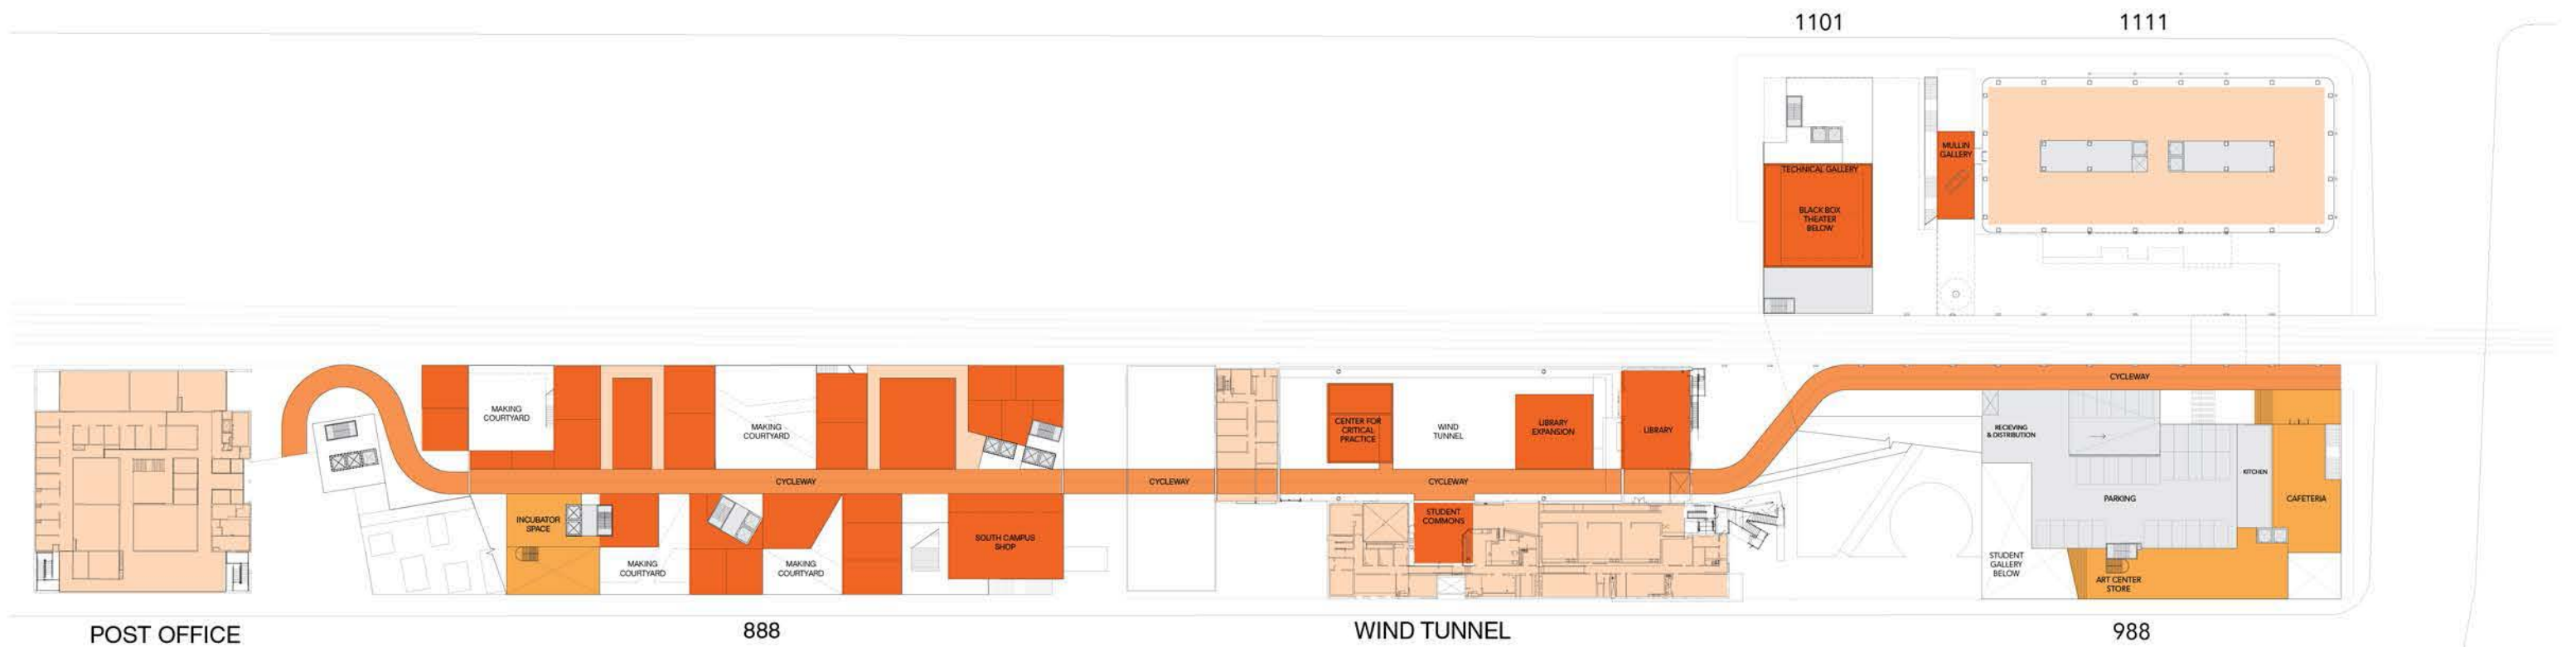 1101
1111
MULLIN
GALLERY
TECHNICAL GALLERY
BLACK BOX
THEATER
BELOW
CYCLEWAY
MAKING
COURTYARD
MAKING
COURTYARD
CENTER FOR
CRITICAL
PRACTICE
WIND
TUNNEL
LIBRARY
EXPANSION
LIBRARY
RECIEVING
& DISTRIBUTION
KITCHEN
CYCLEWAY
CYCLEWAY
CYCLEWAY
PARKING
CAFETERIA
INCUBATOR
SPACE
STUDENT
COMMONS
SOUTH CAMPUS
SHOP
MAKING
COURTYARD
MAKING
COURTYARD
STUDENT
GALLERY
BELOW
ART CENTER
STORE
POST OFFICE
888
WIND TUNNEL
988